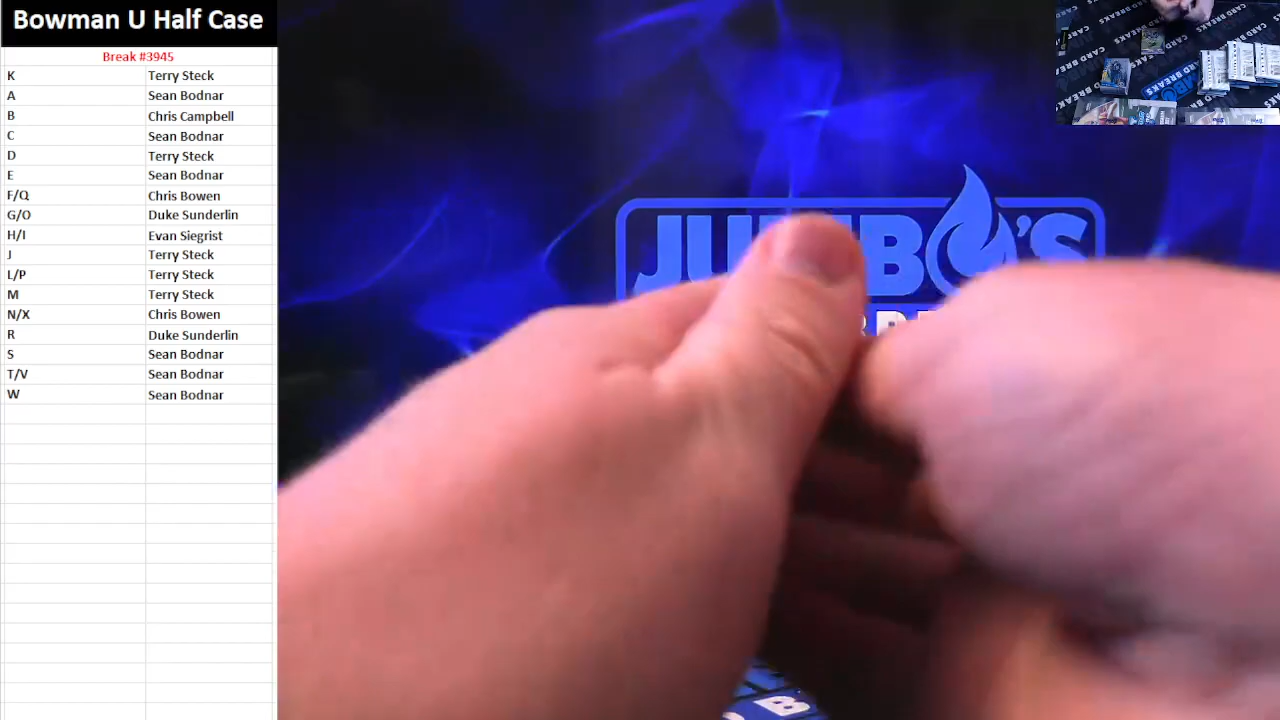 Bowman U Half Case
Break #3945
K Terry Steck
A Sean Bodnar
B Chris Campbell
C Sean Bodnar
D Terry Steck
E Sean Bodnar
F/Q Chris Bowen
G/O Duke Sunderlin
H/I Evan Siegrist
J Terry Steck
L/P Terry Steck
M Terry Steck
N/X Chris Bowen
R Duke Sunderlin
S Sean Bodnar
T/V Sean Bodnar
W Sean Bodnar
CARD BREAKS